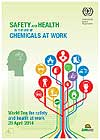 SAFETY and HEALTH
in the use of
CHEMICALS AT WORK
World Day for safety
and health at work
28 April 2014